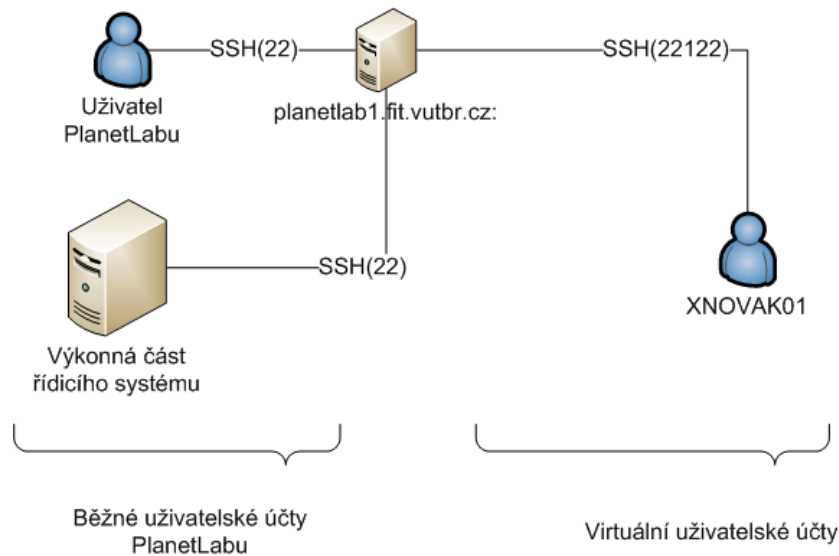 SSH(22)
SSH(22122)
Uživatel
PlanetLabu
planetlab1.fit.vutbr.cz:
SSH(22)
XNOVAK01
Výkonná část
řídicího systému
Běžné uživatelské účty
PlanetLabu
Virtuální uživatelské účty